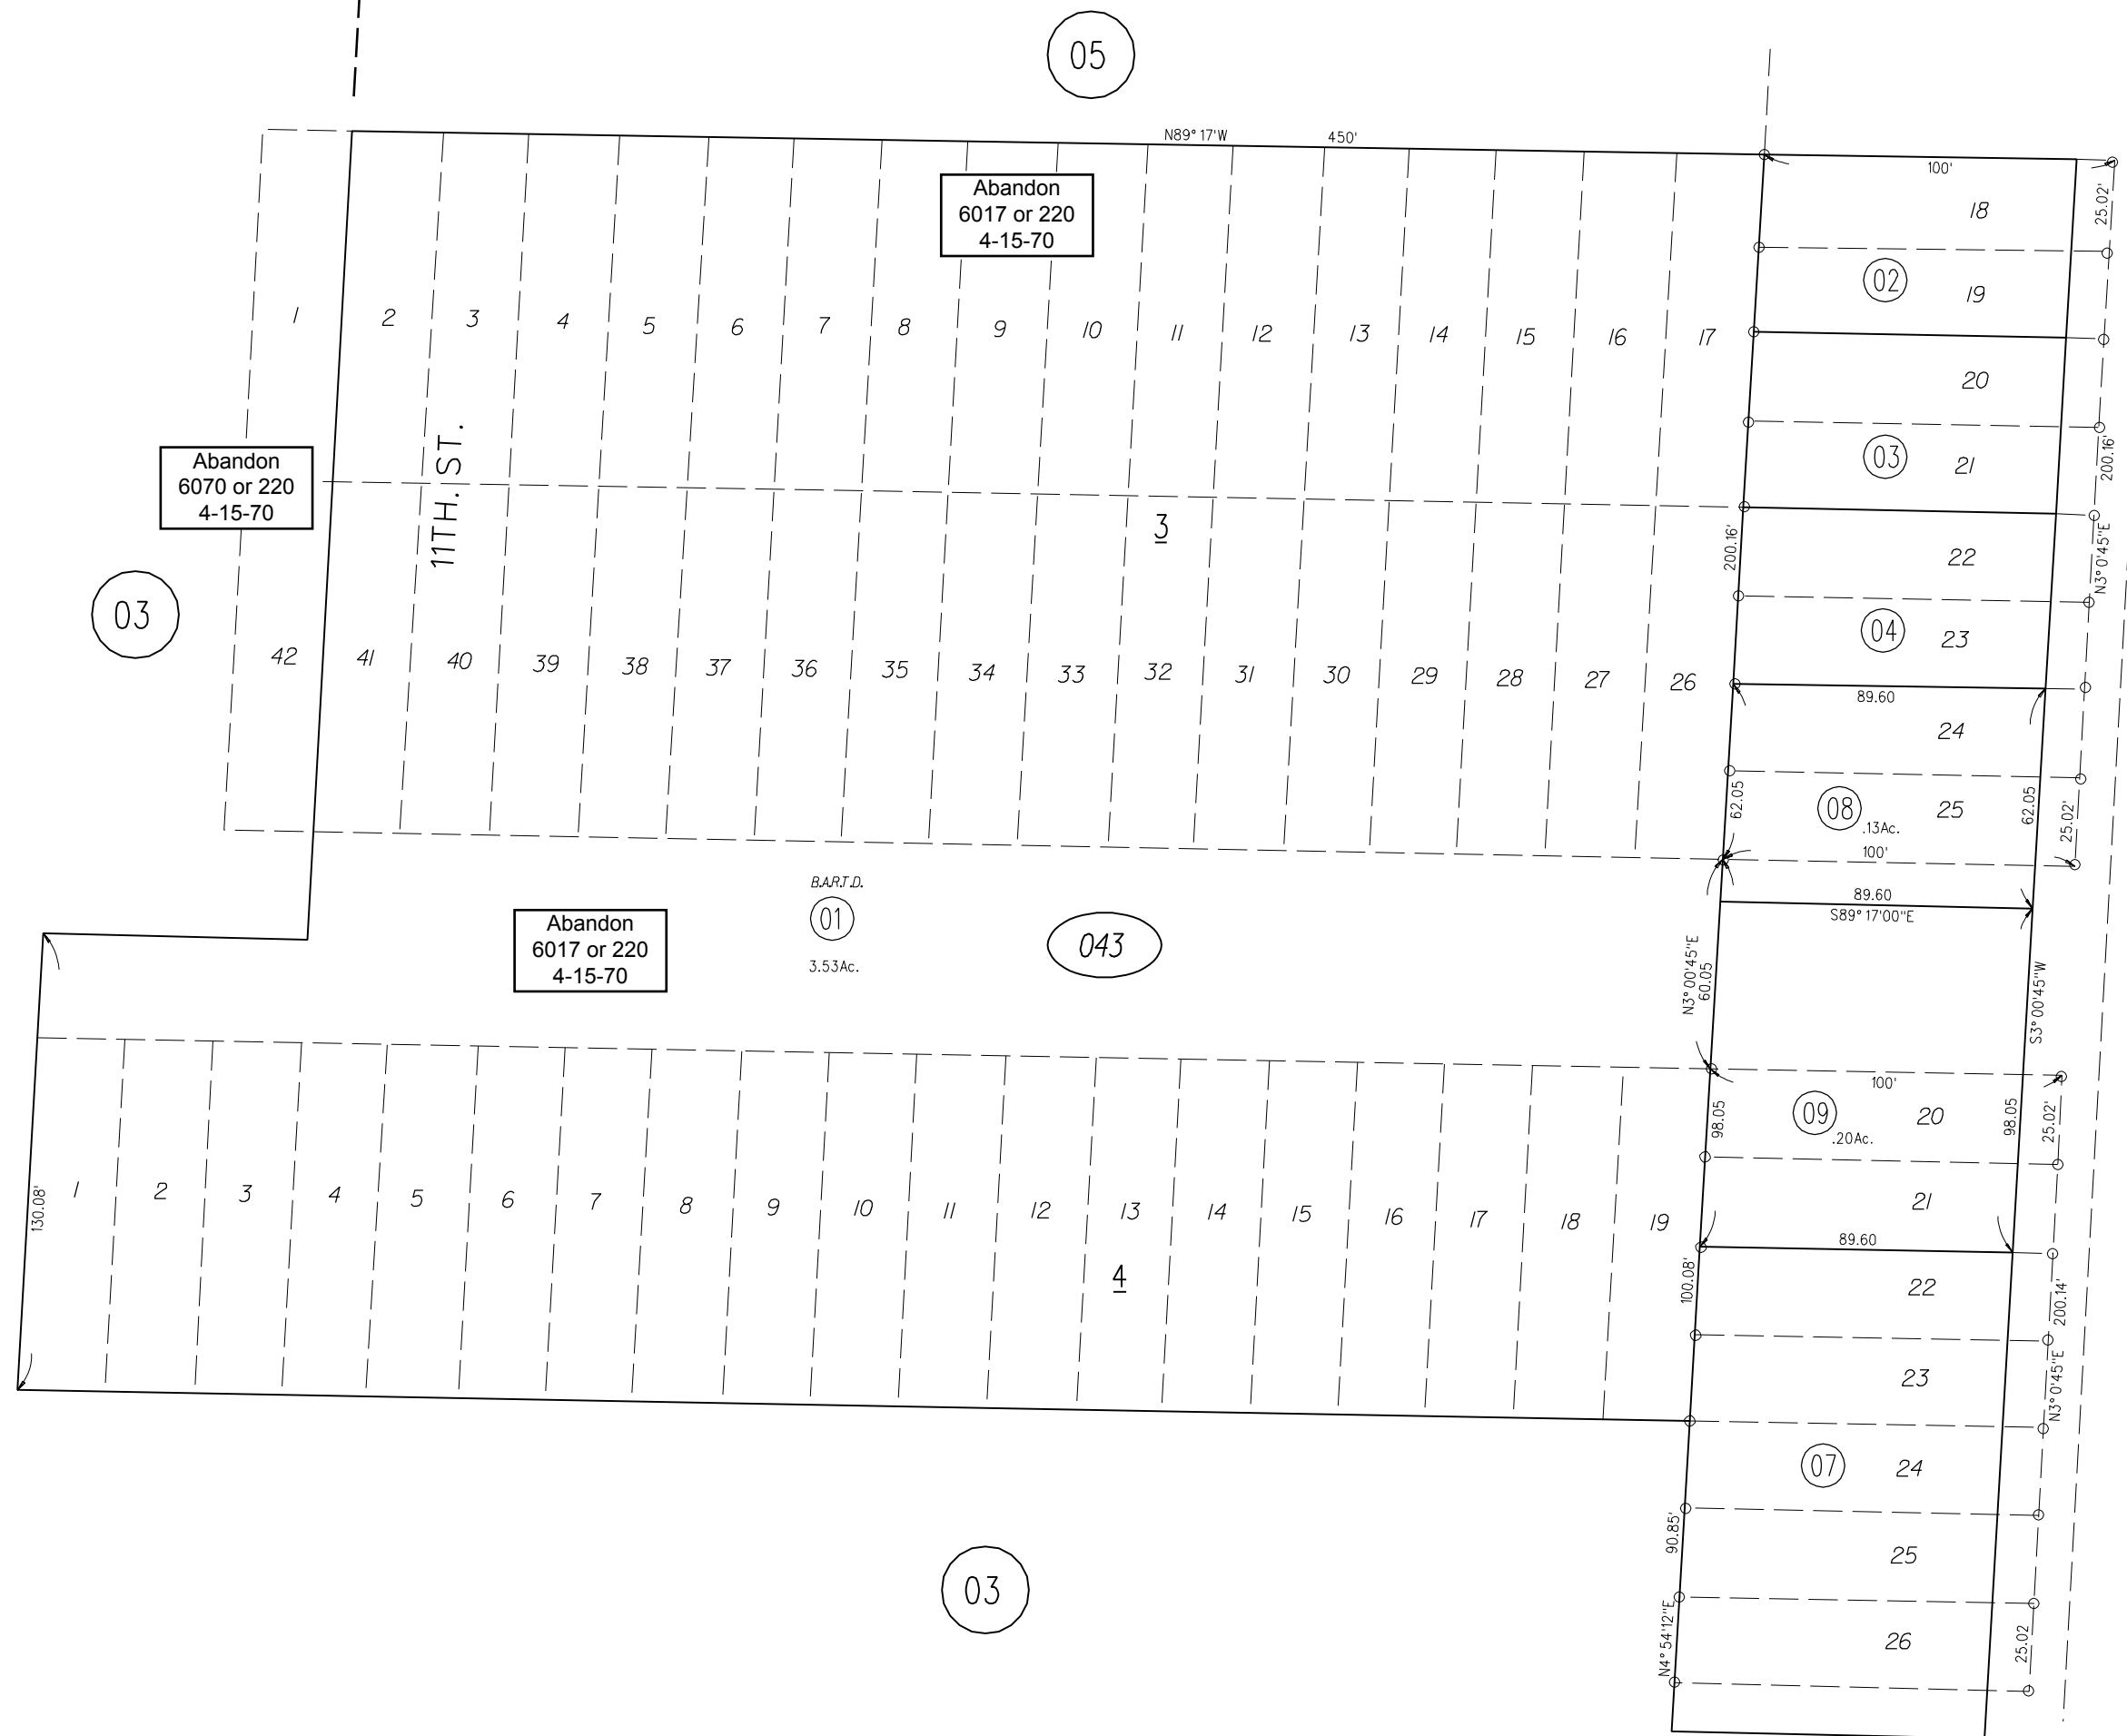 05
N89° 17'W 450'
100'
Abandon
6017 or 220
4-15-70
18
25.02'
02
19
1 2 3 4 5 6 7 8 9 10 11 12 13 14 15 16 17
20
11TH. ST.
03
21
200.16'
Abandon
6070 or 220
4-15-70
3
200.16'
22
N3° 0'45"E
03
04
23
42 41 40 39 38 37 36 35 34 33 32 31 30 29 28 27 26
89.60
24
62.05
08
.13Ac.
25
62.05
25.02'
100'
B.A.R.T.D.
01
3.53Ac.
Abandon
6017 or 220
4-15-70
043
89.60
S89° 17'00"E
N3° 00'45"E
60.05
S3° 00'45"W
100'
98.05
09
.20Ac.
20
98.05
25.02'
130.08'
1 2 3 4 5 6 7 8 9 10 11 12 13 14 15 16 17 18 19
21
89.60
4
100.08'
22
200.14'
23
N3° 0'45"E
07
24
90.85'
25
03
N4° 54'12"E
26
25.02